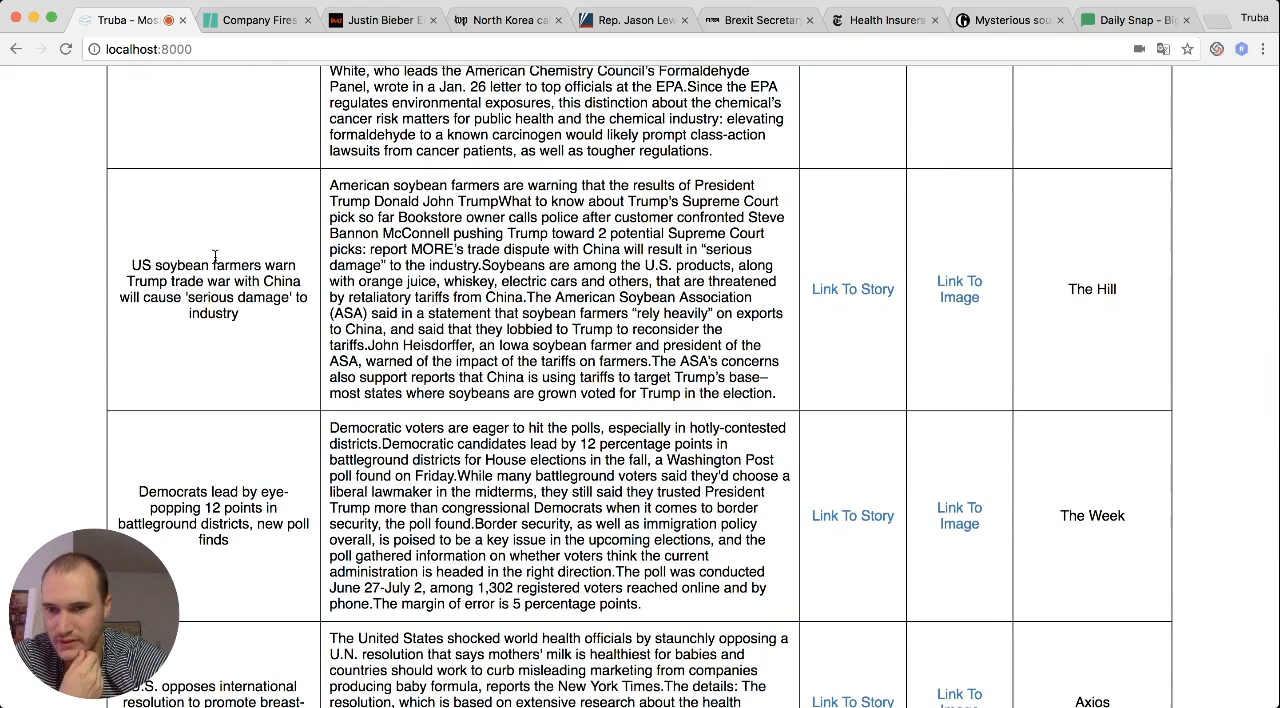 Truba - Mos
Company Fires
Justin Bieber E
North Korea ca
Rep. Jason Lew
Brexit Secretar
Health Insurers
Mysterious sou
Daily Snap - Big
Truba
localhost:8000
White, who leads the American Chemistry Council's Formaldehyde
Panel, wrote in a Jan. 26 letter to top officials at the EPA.Since the EPA
regulates environmental exposures, this distinction about the chemical's
cancer risk matters for public health and the chemical industry: elevating
formaldehyde to a known carcinogen would likely prompt class-action
lawsuits from cancer patients, as well as tougher regulations.
US soybean farmers warn
Trump trade war with China
will cause 'serious damage' to
industry
American soybean farmers are warning that the results of President
Trump Donald John TrumpWhat to know about Trump's Supreme Court
pick so far Bookstore owner calls police after customer confronted Steve
Bannon McConnell pushing Trump toward 2 potential Supreme Court
picks: report MORE's trade dispute with China will result in “serious
damage” to the industry.Soybeans are among the U.S. products, along
with orange juice, whiskey, electric cars and others, that are threatened
by retaliatory tariffs from China.The American Soybean Association
(ASA) said in a statement that soybean farmers “rely heavily” on exports
to China, and said that they lobbied to Trump to reconsider the
tariffs.John Heisdorffer, an Iowa soybean farmer and president of the
ASA, warned of the impact of the tariffs on farmers.The ASA's concerns
also support reports that China is using tariffs to target Trump's base–
most states where soybeans are grown voted for Trump in the election.
Link To Story
Link To
Image
The Hill
Democrats lead by eye-
popping 12 points in
battleground districts, new poll
finds
Democratic voters are eager to hit the polls, especially in hotly-contested
districts.Democratic candidates lead by 12 percentage points in
battleground districts for House elections in the fall, a Washington Post
poll found on Friday.While many battleground voters said they'd choose a
liberal lawmaker in the midterms, they still said they trusted President
Trump more than congressional Democrats when it comes to border
security, the poll found.Border security, as well as immigration policy
overall, is poised to be a key issue in the upcoming elections, and the
poll gathered information on whether voters think the current
administration is headed in the right direction.The poll was conducted
June 27-July 2, among 1,302 registered voters reached online and by
phone.The margin of error is 5 percentage points.
Link To Story
Link To
Image
The Week
U.S. opposes international
resolution to promote breast-
The United States shocked world health officials by staunchly opposing a
U.N. resolution that says mothers' milk is healthiest for babies and
countries should work to curb misleading marketing from companies
producing baby formula, reports the New York Times.The details: The
resolution, which is based on extensive research about the health
Link To Story
Link To
Image
Axios